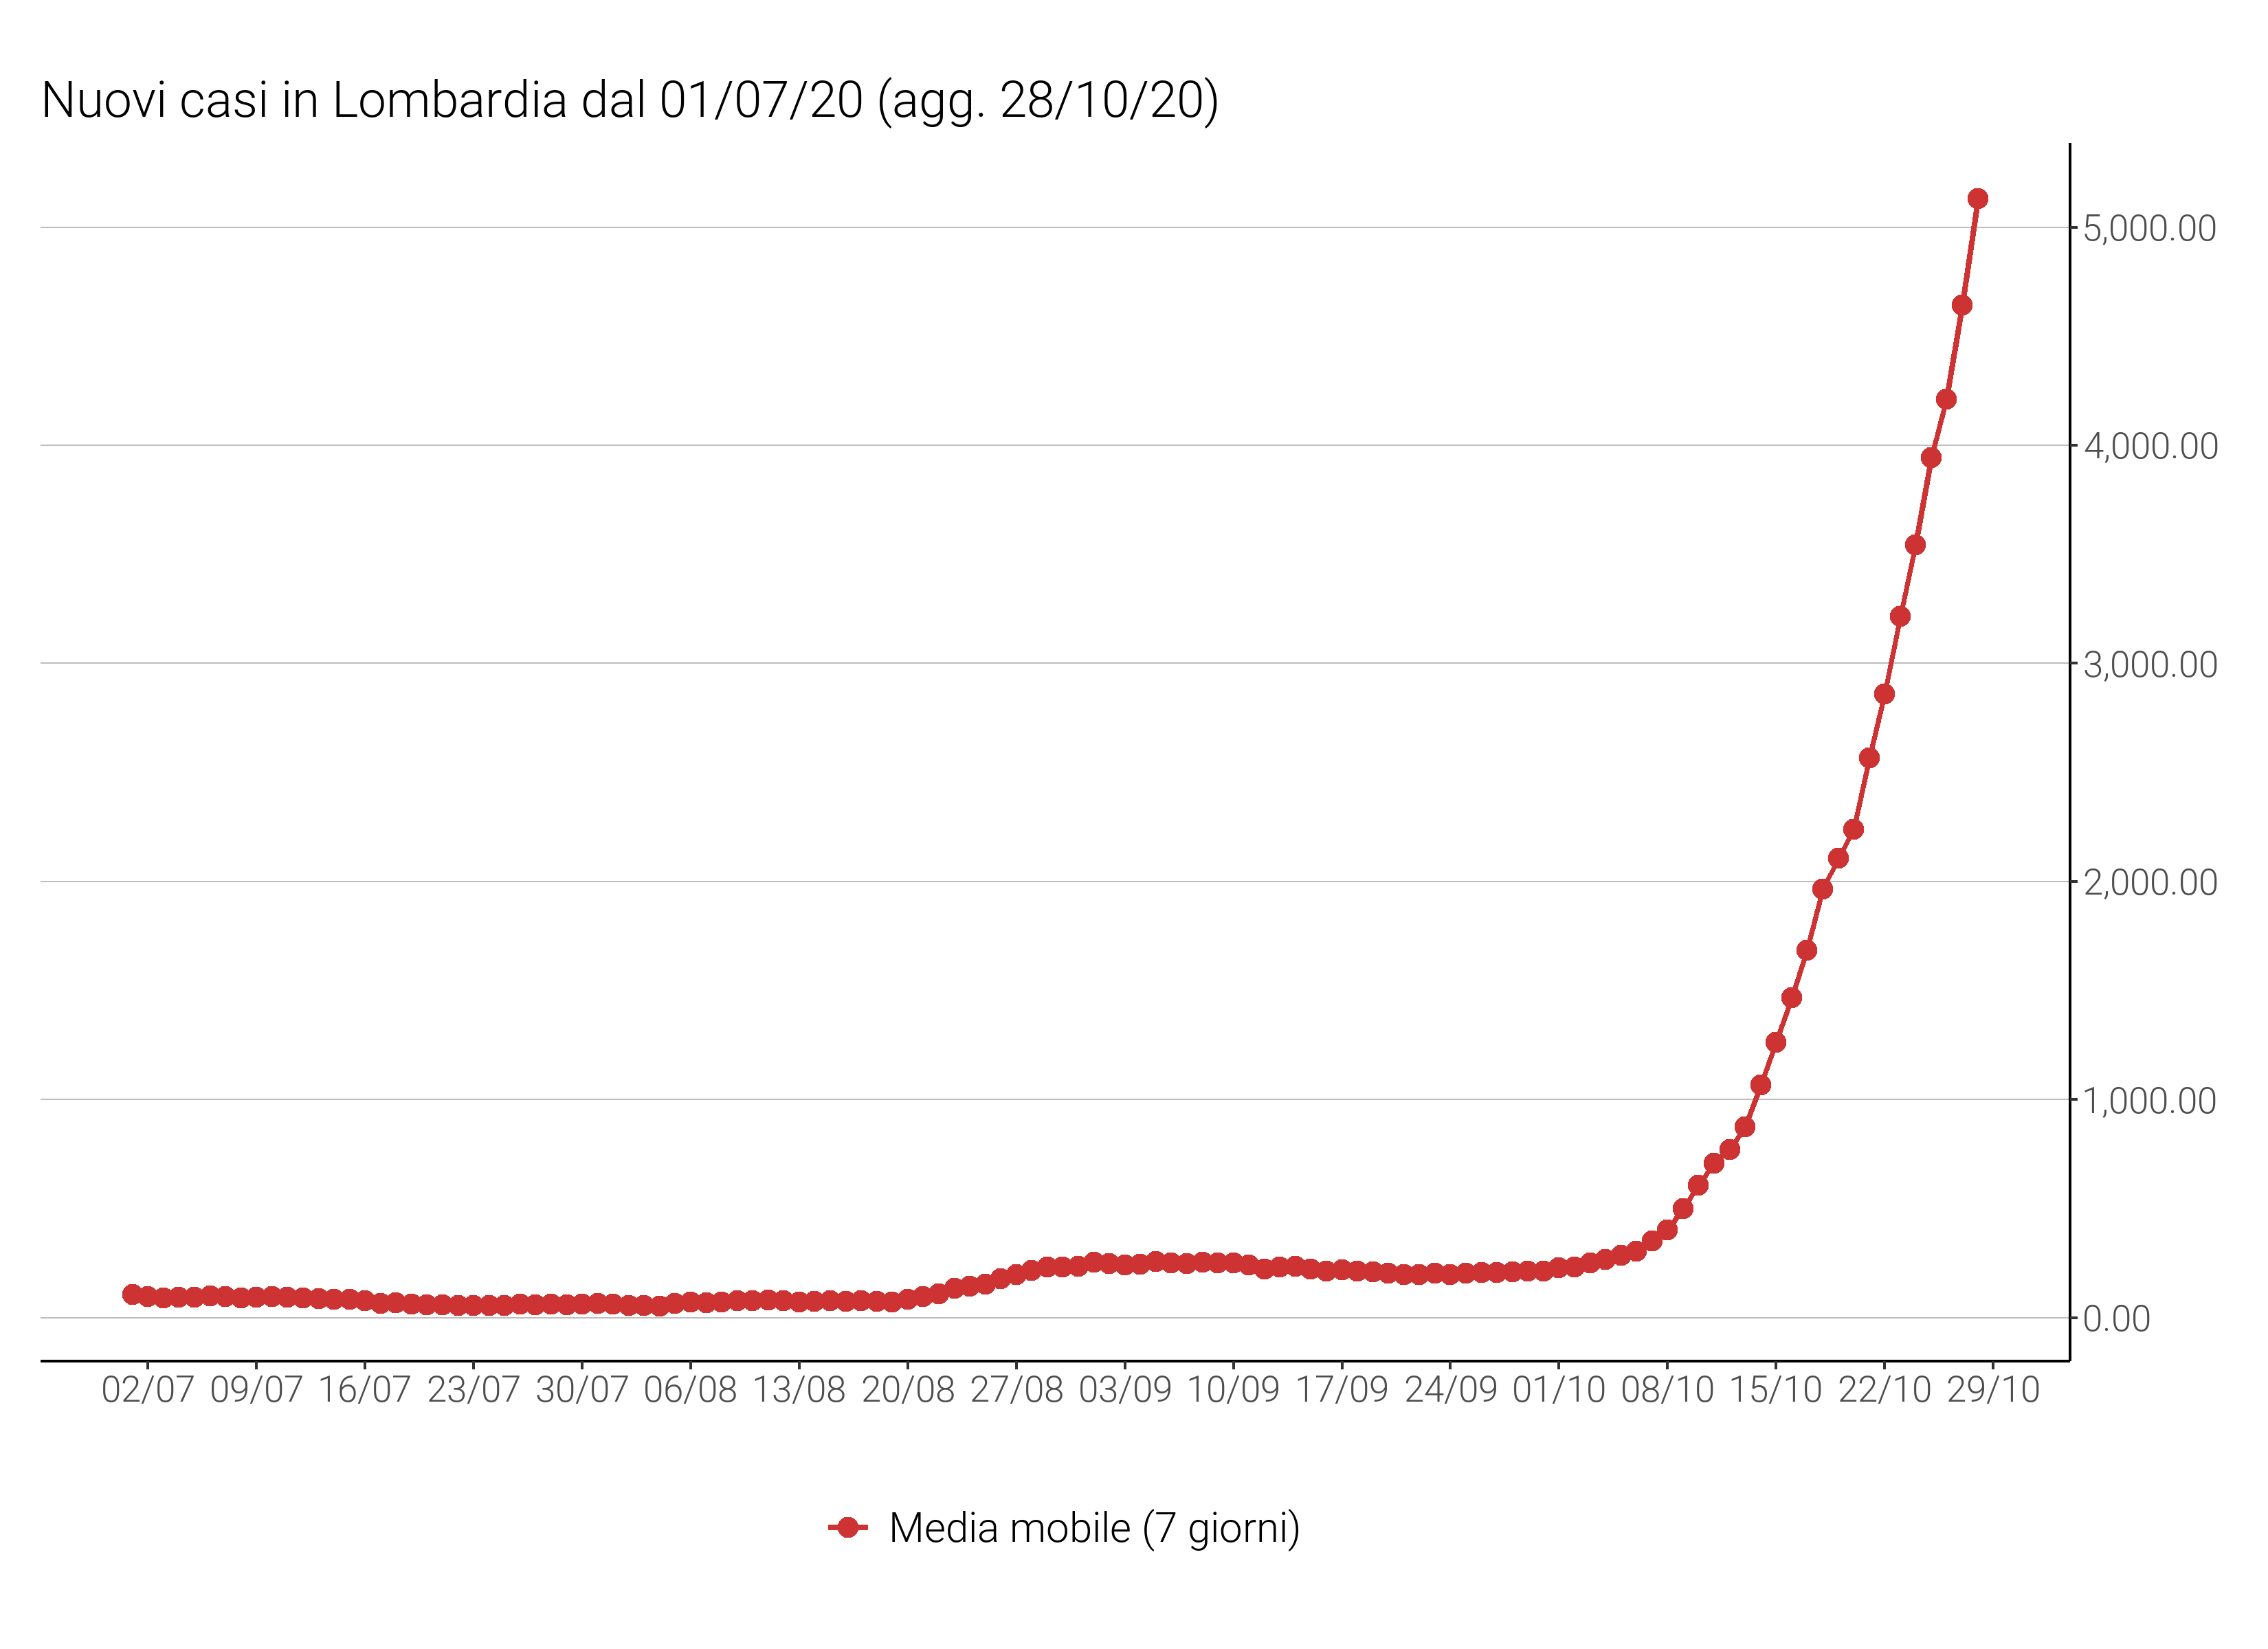 Nuovi casi in Lombardia dal 01/07/20 (agg. 28/10/20)
5,000.00
4,000.00
3,000.00
2,000.00
1,000.00
0.00
02/07 09/07 16/07 23/07 30/07 06/08 13/08 20/08 27/08 03/09 10/09 17/09 24/09 01/10 08/10 15/10 22/10 29/10
Media mobile (7 giorni)